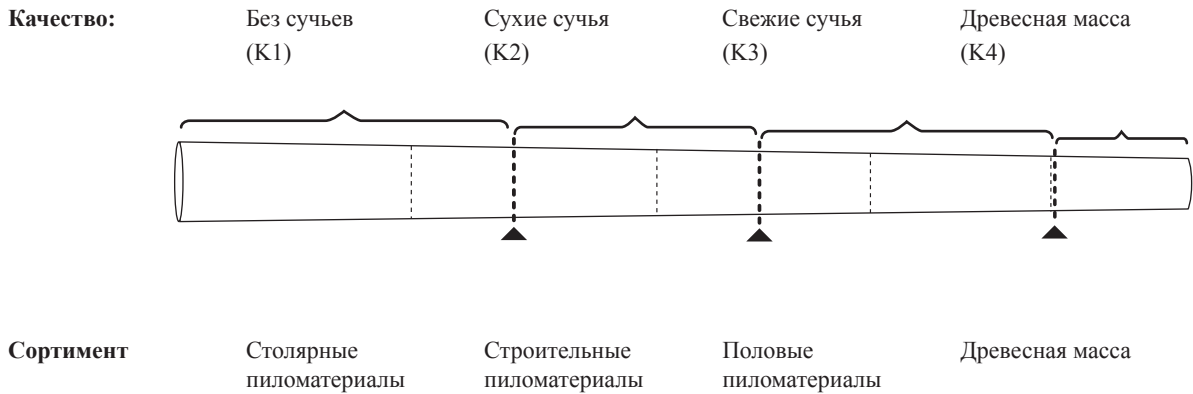 Качество: Без сучьев Сухие сучья Свежие сучья Древесная масса
(K1) (K2) (K3) (K4)
Сортимент Столярные Строительные Половые Древесная масса
пиломатериалы пиломатериалы пиломатериалы